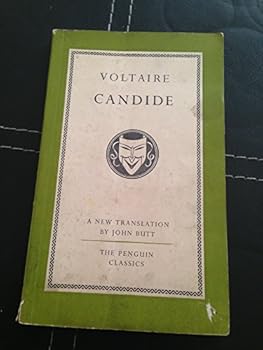 VOLTAIRE
CANDIDE
A NEW TRANSLATION
BY JOHN BUTT
THE PENGUIN
CLASSICS